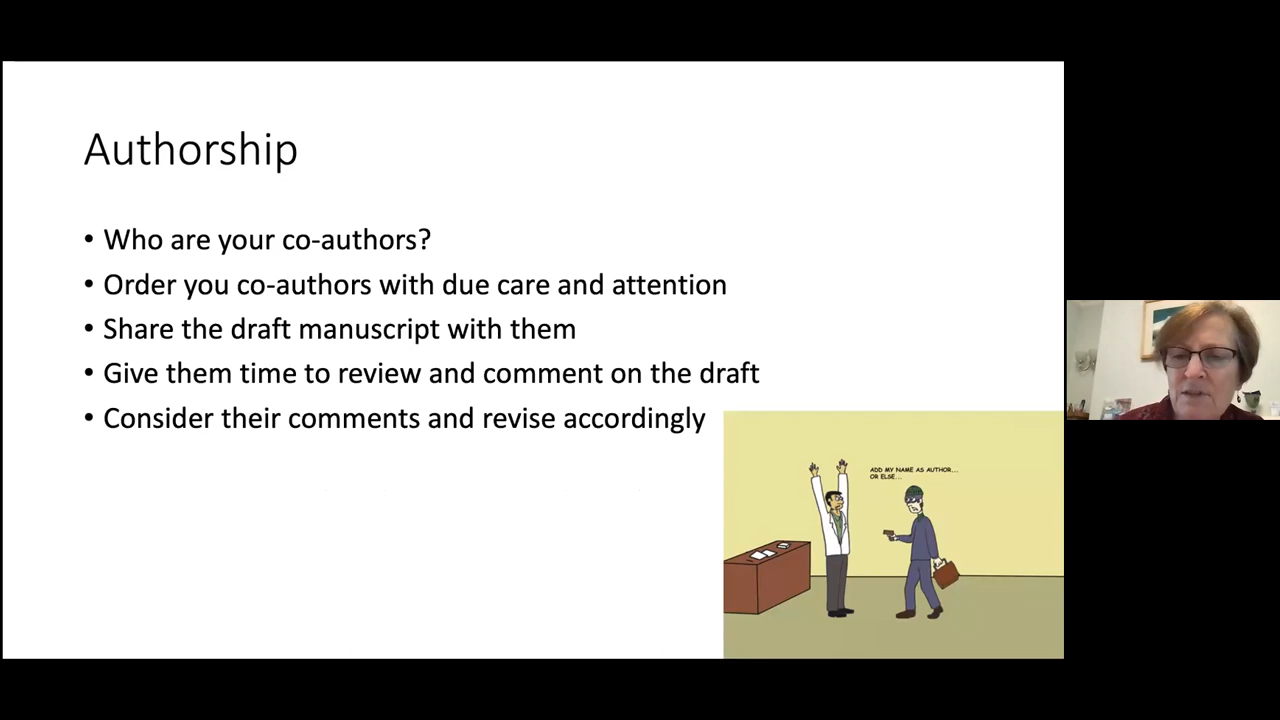 Authorship
• Who are your co-authors?
• Order you co-authors with due care and attention
• Share the draft manuscript with them
• Give them time to review and comment on the draft
• Consider their comments and revise accordingly
ADD MY NAME AS AUTHOR...
OR ELSE...